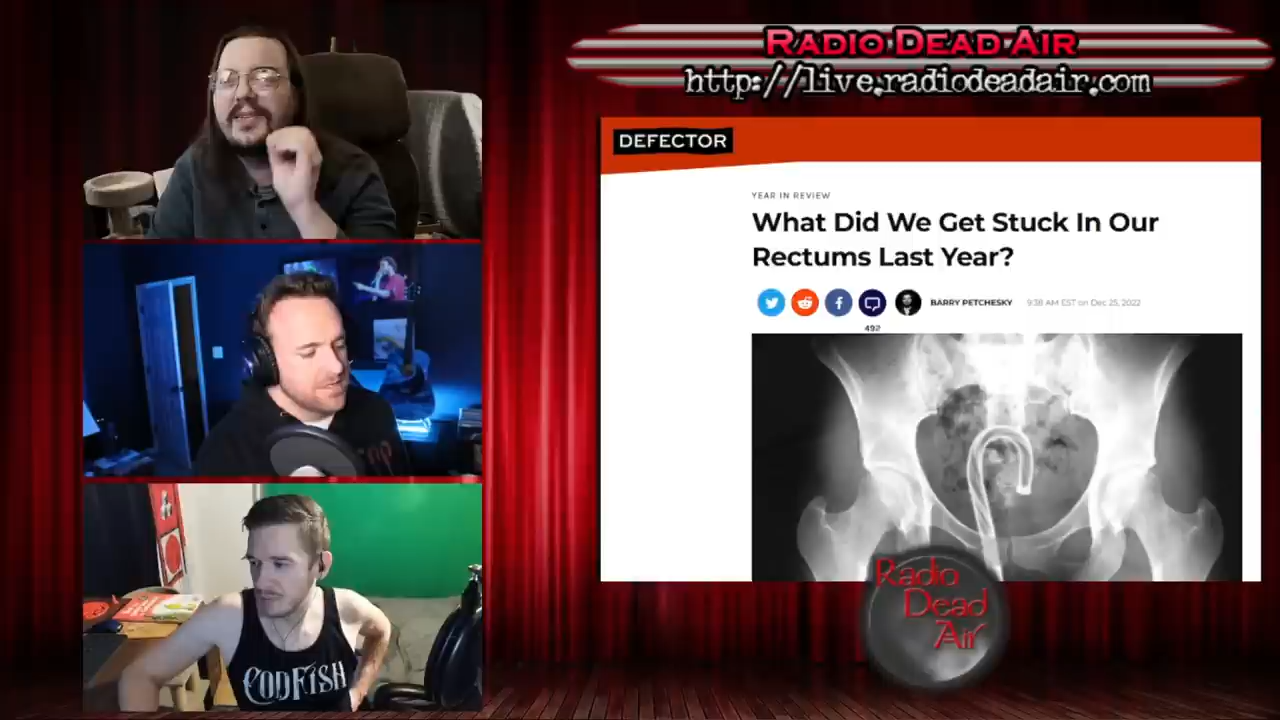 RADIO DEAD AIR
http://live.radiodeadair.com
DEFECTOR
YEAR IN REVIEW
What Did We Get Stuck In Our
Rectums Last Year?
BARRY PETCHESKY 9:38 AM EST on Dec 25, 2022
492
Radio
Dead
Air
CODFISH